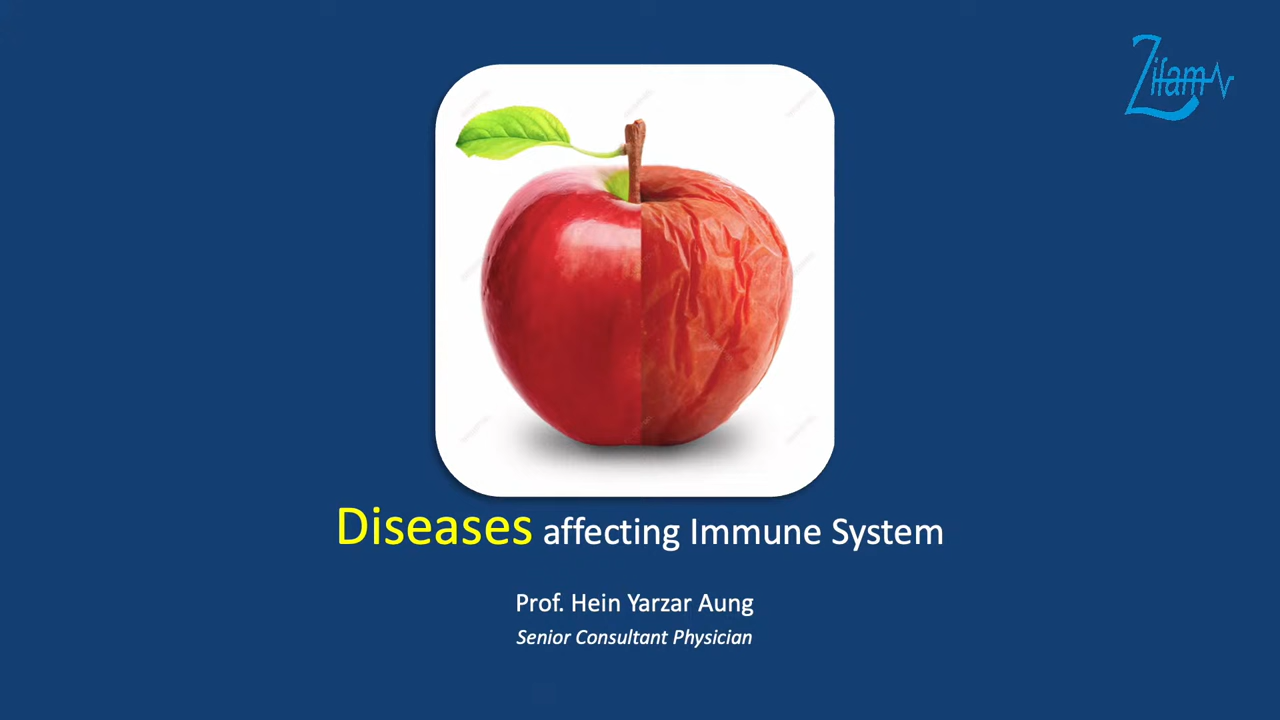 Zifam
Diseases affecting Immune System
Prof. Hein Yarzar Aung
Senior Consultant Physician